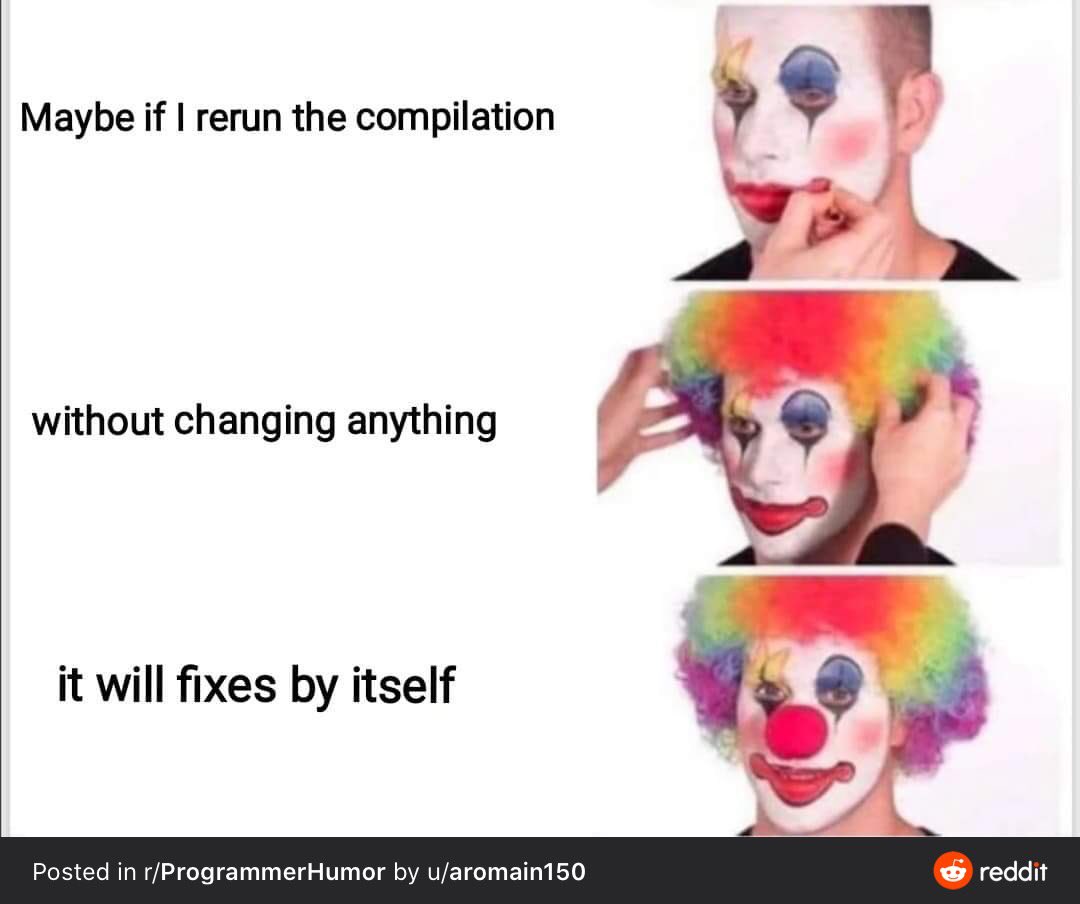 Maybe if I rerun the compilation
without changing anything
it will fixes by itself
Posted in r/ProgrammerHumor by u/aromain150
reddit